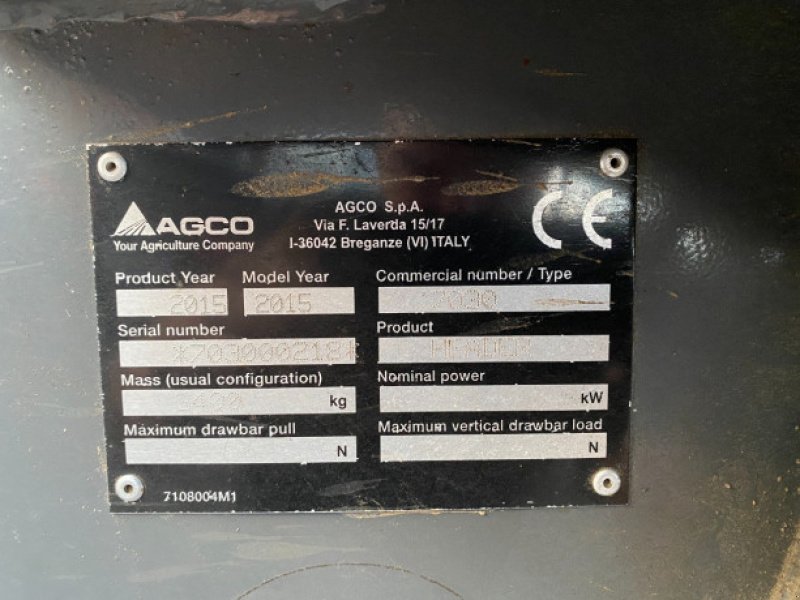 AGCO
Your Agriculture Company
AGCO S.p.A.
Via F. Laverda 15/17
I-36042 Breganze (VI) ITALY
CE
Product Year Model Year Commercial number / Type
2015 2015
Serial number Product
*703000218* HEADER
Mass (usual configuration) Nominal power
kg kW
Maximum drawbar pull Maximum vertical drawbar load
N N
7108004M1